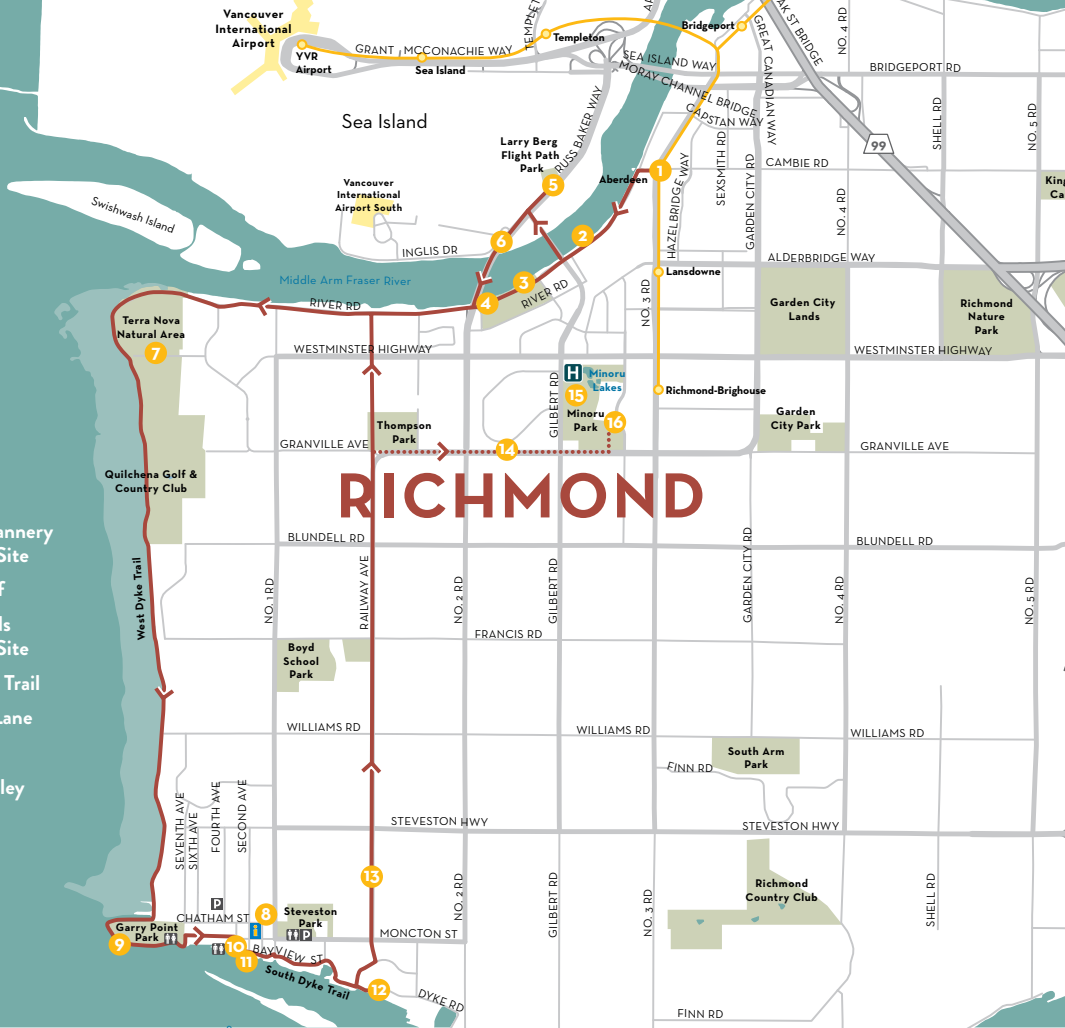 Vancouver
International
Airport
YVR
Airport
GRANT MCCONACHIE WAY
Sea Island
Templeton
Bridgeport
GREAT CANADIAN WAY
AK ST BRIDGE
NO. 4 RD
SEA ISLAND WAY
BRIDGEPORT RD
MORAY CHANNEL BRIDGE
CAPSTAN WAY
RUSS BAKER WAY
SHELL RD
NO. 5 RD
99
Sea Island
Larry Berg
Flight Path
Park
5
Aberdeen
1
CAMBIE RD
SEXSMITH RD
GARDEN CITY RD
HAZELBRIDGE WAY
NO. 4 RD
Vancouver
International
Airport South
Swishwash Island
INGLIS DR
6
2
ALDERBRIDGE WAY
Lansdowne
Middle Arm Fraser River
3
RIVER RD
4
RIVER RD
NO. 3 RD
Garden City
Lands
Richmond
Nature
Park
Terra Nova
Natural Area
7
WESTMINSTER HIGHWAY
WESTMINSTER HIGHWAY
H
Minoru
Lakes
15
Richmond-Brighouse
GILBERT RD
Minoru
Park
16
Thompson
Park
Garden
City Park
GRANVILLE AVE
14
GRANVILLE AVE
Quilchena Golf &
Country Club
RICHMOND
annery
Site
BLUNDELL RD
BLUNDELL RD
West Dyke Trail
NO. 1 RD
RAILWAY AVE
NO. 2 RD
GILBERT RD
GARDEN CITY RD
NO. 4 RD
NO. 5 RD
Site
Trail
Lane
FRANCIS RD
Boyd
School
Park
WILLIAMS RD
WILLIAMS RD
WILLIAMS RD
South Arm
Park
FINN RD
ley
SEVENTH AVE
SIXTH AVE
FOURTH AVE
SECOND AVE
STEVESTON HWY
STEVESTON HWY
13
NO. 2 RD
GILBERT RD
NO. 3 RD
Richmond
Country Club
SHELL RD
P
CHATHAM ST
8
Steveston
Park
P
Garry Point
Park
9
10
11
BAYVIEW ST
MONCTON ST
South Dyke Trail
12
DYKE RD
FINN RD